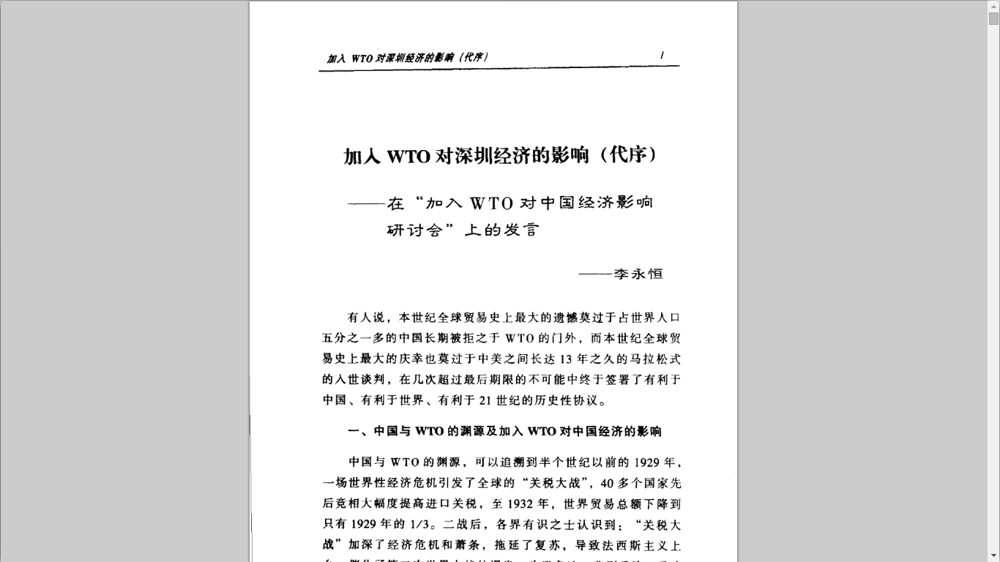 加入 WTO 对深圳经济的影响（代序） 1
加入 WTO 对深圳经济的影响（代序）
——在“加入 WTO 对中国经济影响
研讨会”上的发言
——李永恒
有人说，本世纪全球贸易史上最大的遗憾莫过于占世界人口
五分之一多的中国长期被拒之于 WTO 的门外，而本世纪全球贸
易史上最大的庆幸也莫过于中美之间长达 13 年之久的马拉松式
的入世谈判，在几次超过最后期限的不可能中终于签署了有利于
中国、有利于世界、有利于 21 世纪的历史性协议。
一、中国与 WTO 的渊源及加入 WTO 对中国经济的影响
中国与 WTO 的渊源，可以追溯到半个世纪以前的 1929 年，
一场世界性经济危机引发了全球的“关税大战”，40 多个国家先
后竞相大幅度提高进口关税，至 1932 年，世界贸易总额下降到
只有 1929 年的 1/3。二战后，各界有识之士认识到：“关税大
战”加深了经济危机和萧条，拖延了复苏，导致法西斯主义上